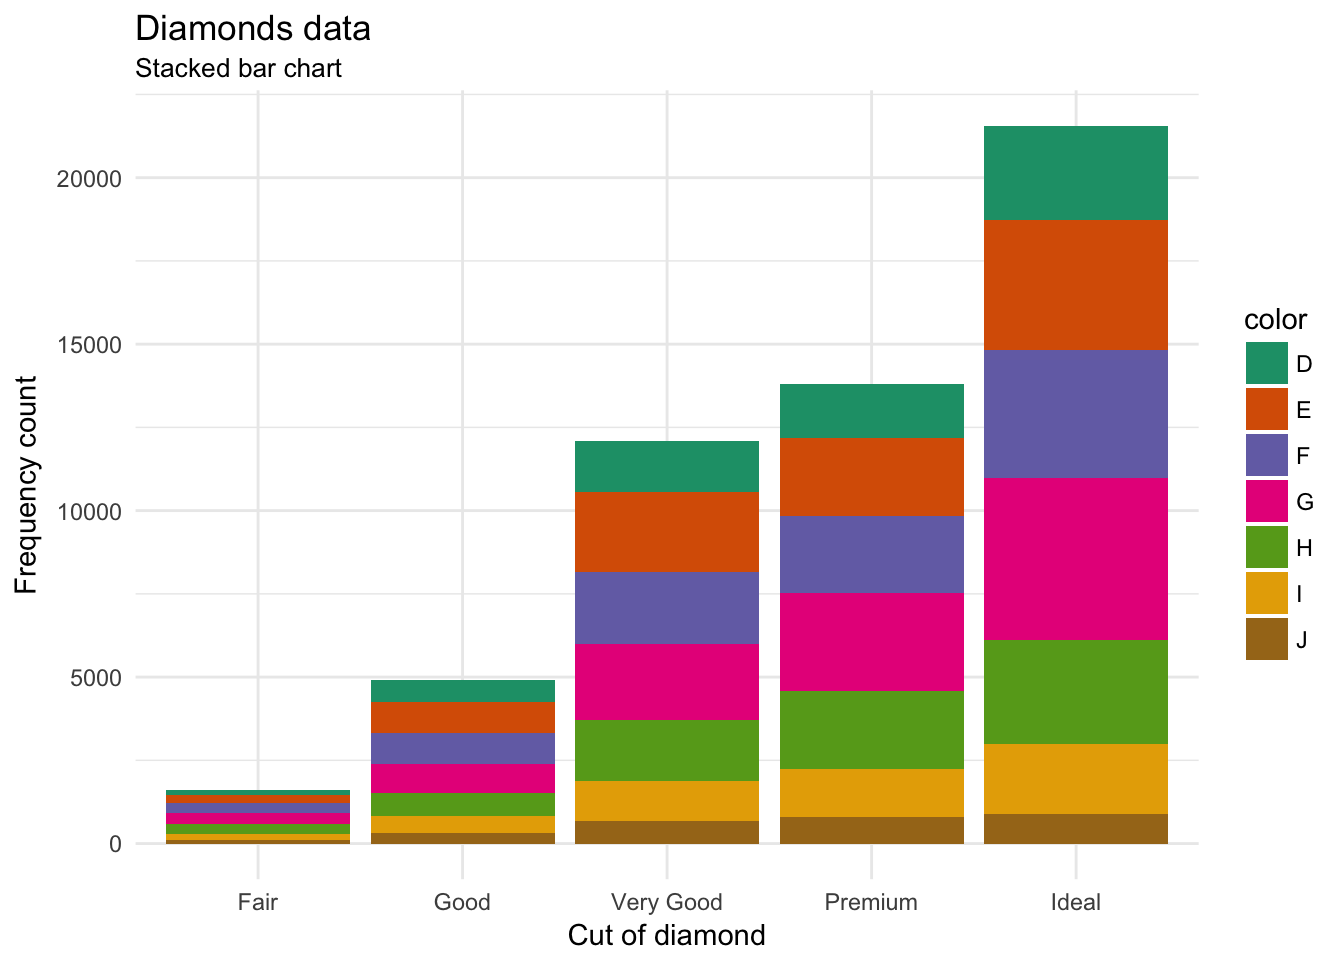 Diamonds data
Stacked bar chart
Frequency count
20000
15000
10000
5000
0
Fair
Good
Very Good
Premium
Ideal
Cut of diamond
color
D
E
F
G
H
I
J